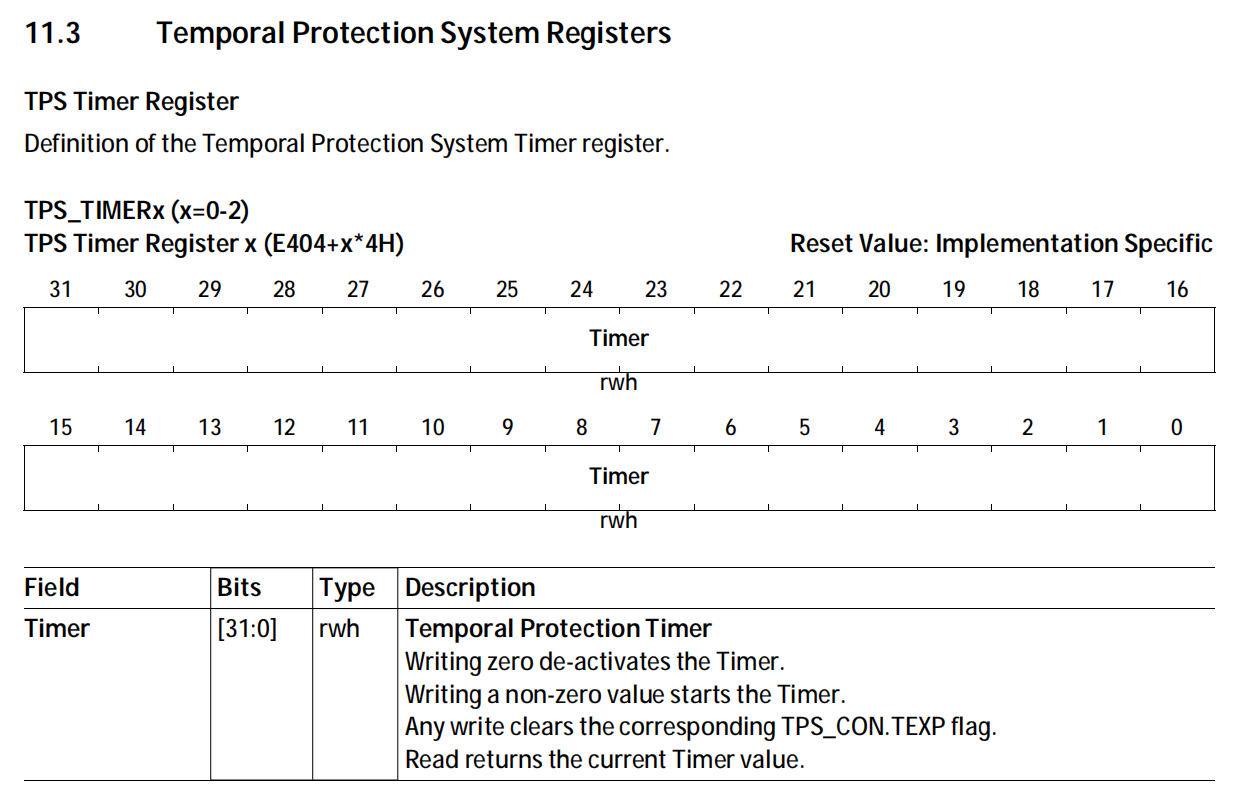 11.3 Temporal Protection System Registers
TPS Timer Register
Definition of the Temporal Protection System Timer register.
TPS_TIMERx (x=0-2)
TPS Timer Register x (E404+x*4H) Reset Value: Implementation Specific
31 30 29 28 27 26 25 24 23 22 21 20 19 18 17 16
Timer
rwh
15 14 13 12 11 10 9 8 7 6 5 4 3 2 1 0
Timer
rwh
Field Bits Type Description
Timer [31:0] rwh Temporal Protection Timer
Writing zero de-activates the Timer.
Writing a non-zero value starts the Timer.
Any write clears the corresponding TPS_CON.TEXP flag.
Read returns the current Timer value.